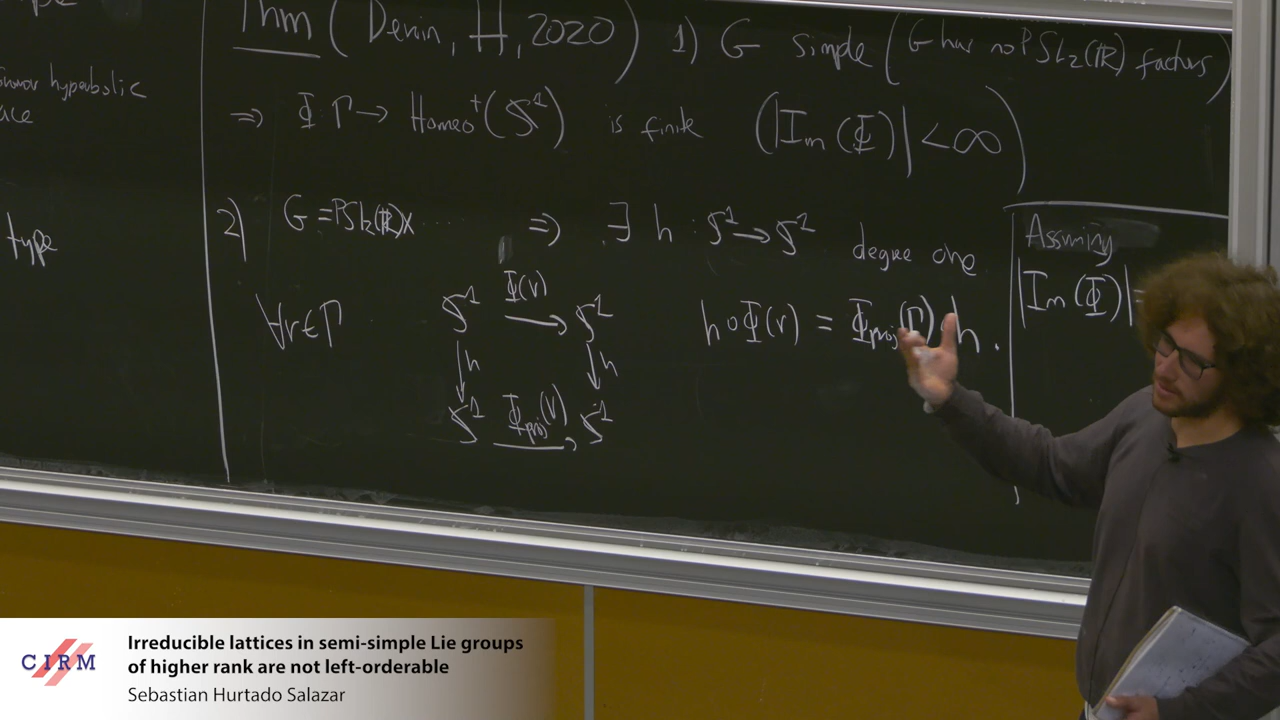 Thm (Deroin, H, 2020) 1) G simple (G has no PSL₂(ℝ) factors)
hyperbolic
⇒ Φ: Γ → Homeo⁺(S¹) is finite (|Im(Φ)| < ∞)
type
2) G = PSL₂(ℝ)× ⇒ ∃ h : S¹ → S¹ degree one
Assuming
|Im(Φ)| =
∀γ∈Γ S¹ Φ(γ) → S¹ h∘Φ(γ) = Φproj(Γ) h.
↓h ↓h
S¹ Φproj(γ) → S¹
CIRM
Irreducible lattices in semi-simple Lie groups
of higher rank are not left-orderable
Sebastian Hurtado Salazar